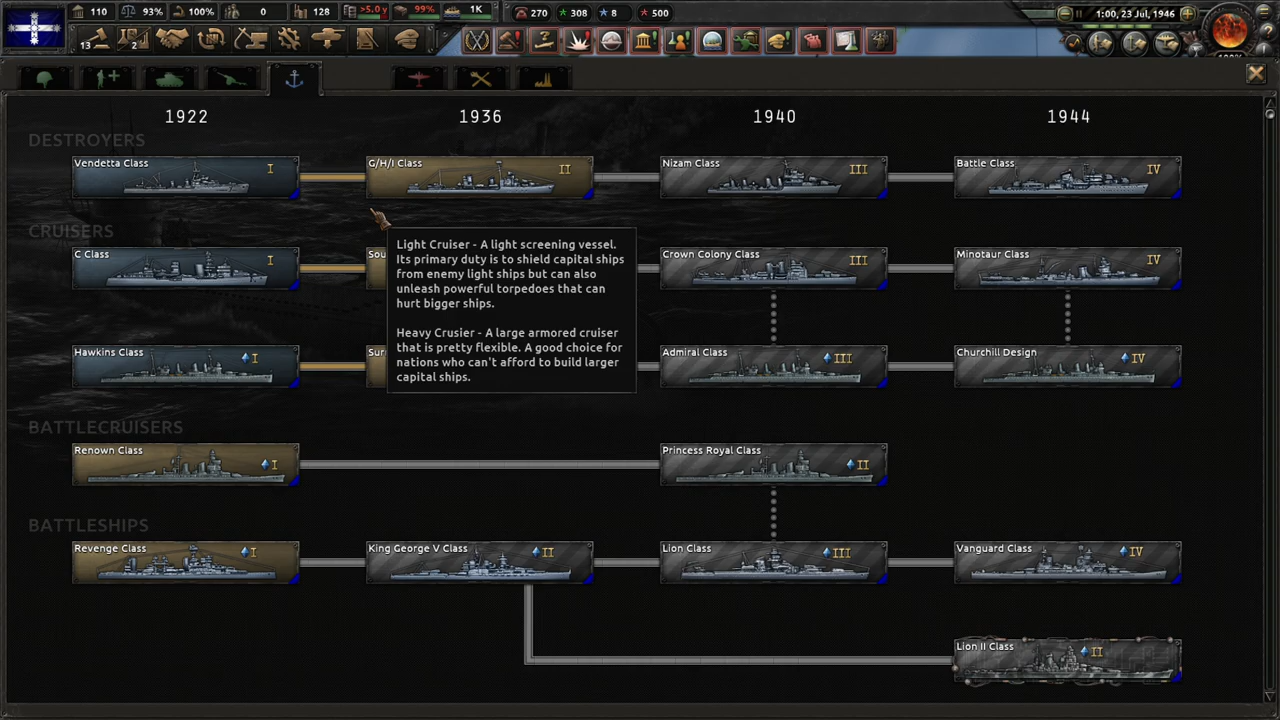 110 93% 100% 0 128 >5.0 y 99% 1K 270 308 8 500 1:00, 23 Jul, 1946
13 2
1922 1936 1940 1944
DESTROYERS
Vendetta Class I G/H/I Class II Nizam Class III Battle Class IV
CRUISERS
C Class I Sou Crown Colony Class III Minotaur Class IV
Light Cruiser - A light screening vessel.
Its primary duty is to shield capital ships
from enemy light ships but can also
unleash powerful torpedoes that can
hurt bigger ships.
Heavy Crusier - A large armored cruiser
that is pretty flexible. A good choice for
nations who can't afford to build larger
capital ships.
Hawkins Class I Sur Admiral Class III Churchill Design IV
BATTLECRUISERS
Renown Class I Princess Royal Class II
BATTLESHIPS
Revenge Class I King George V Class II Lion Class III Vanguard Class IV
Lion II Class II